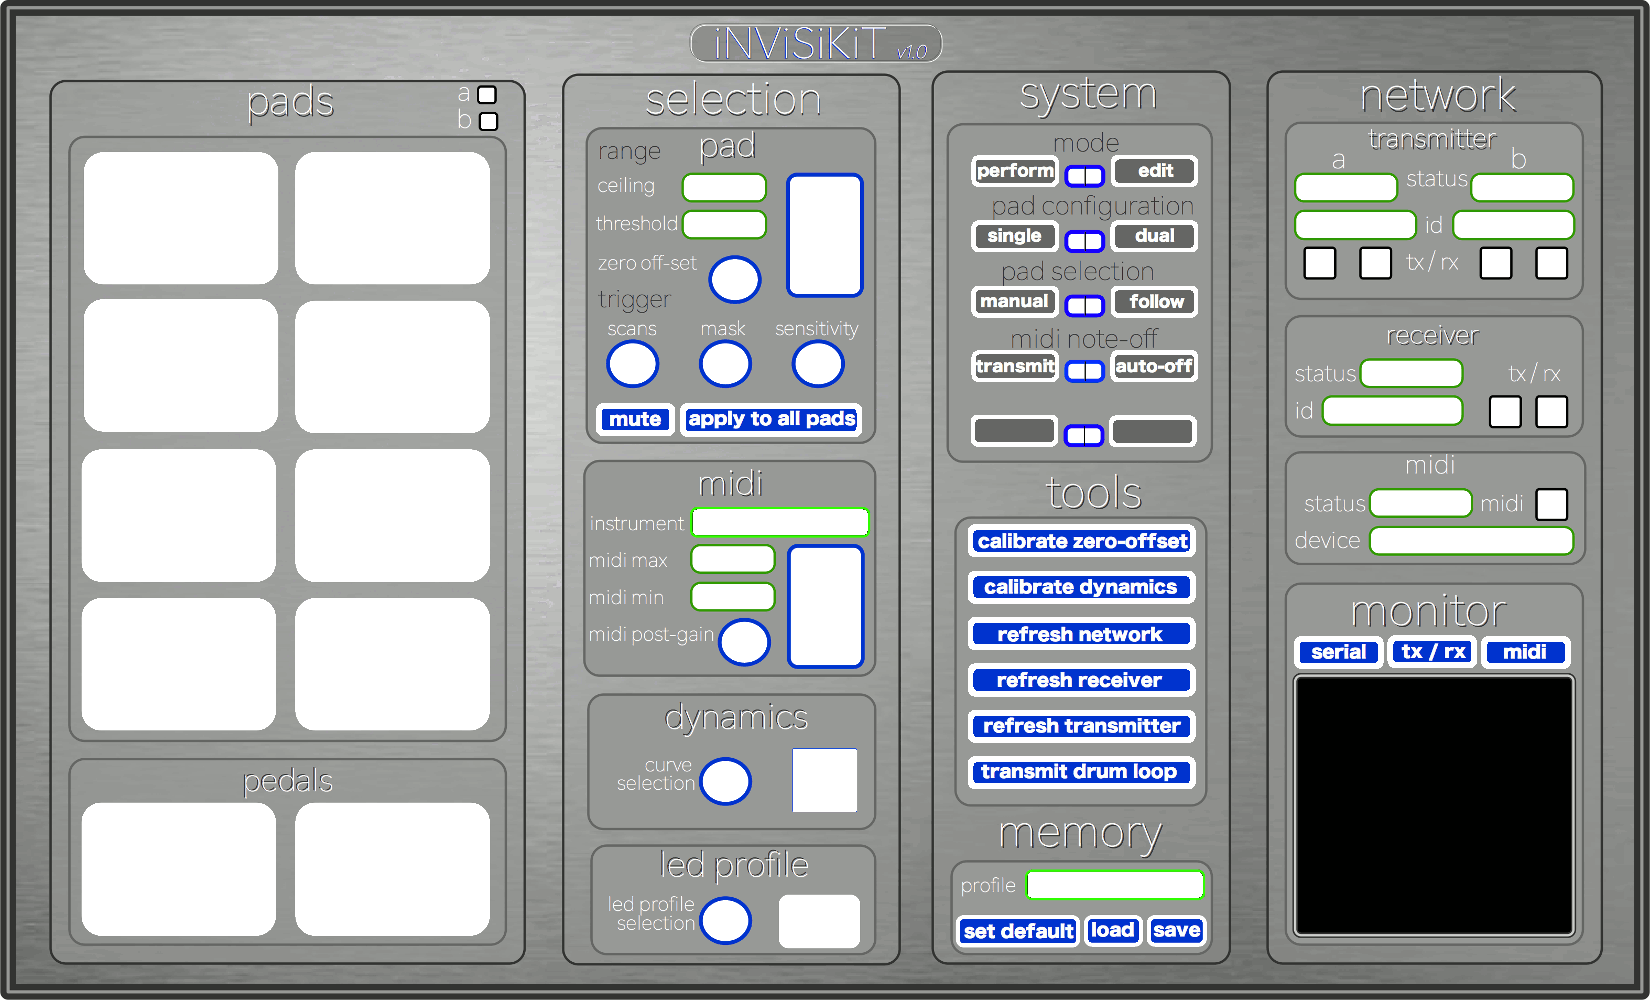 iNViSiKiT v1.0
pads
a
b
pedals
selection
pad
range
ceiling
threshold
zero off-set
trigger
scans mask sensitivity
mute apply to all pads
midi
instrument
midi max
midi min
midi post-gain
dynamics
curve
selection
led profile
led profile
selection
system
mode
perform edit
pad configuration
single dual
pad selection
manual follow
midi note-off
transmit auto-off
tools
calibrate zero-offset
calibrate dynamics
refresh network
refresh receiver
refresh transmitter
transmit drum loop
memory
profile
set default load save
network
transmitter
a b
status
id
tx / rx
receiver
status tx / rx
id
midi
status midi
device
monitor
serial tx / rx midi